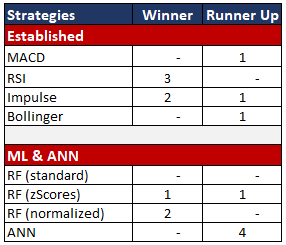 Strategies Winner Runner Up
Established
MACD - 1
RSI 3 -
Impulse 2 1
Bollinger - 1
ML & ANN
RF (standard) - -
RF (zScores) 1 1
RF (normalized) 2 -
ANN - 4